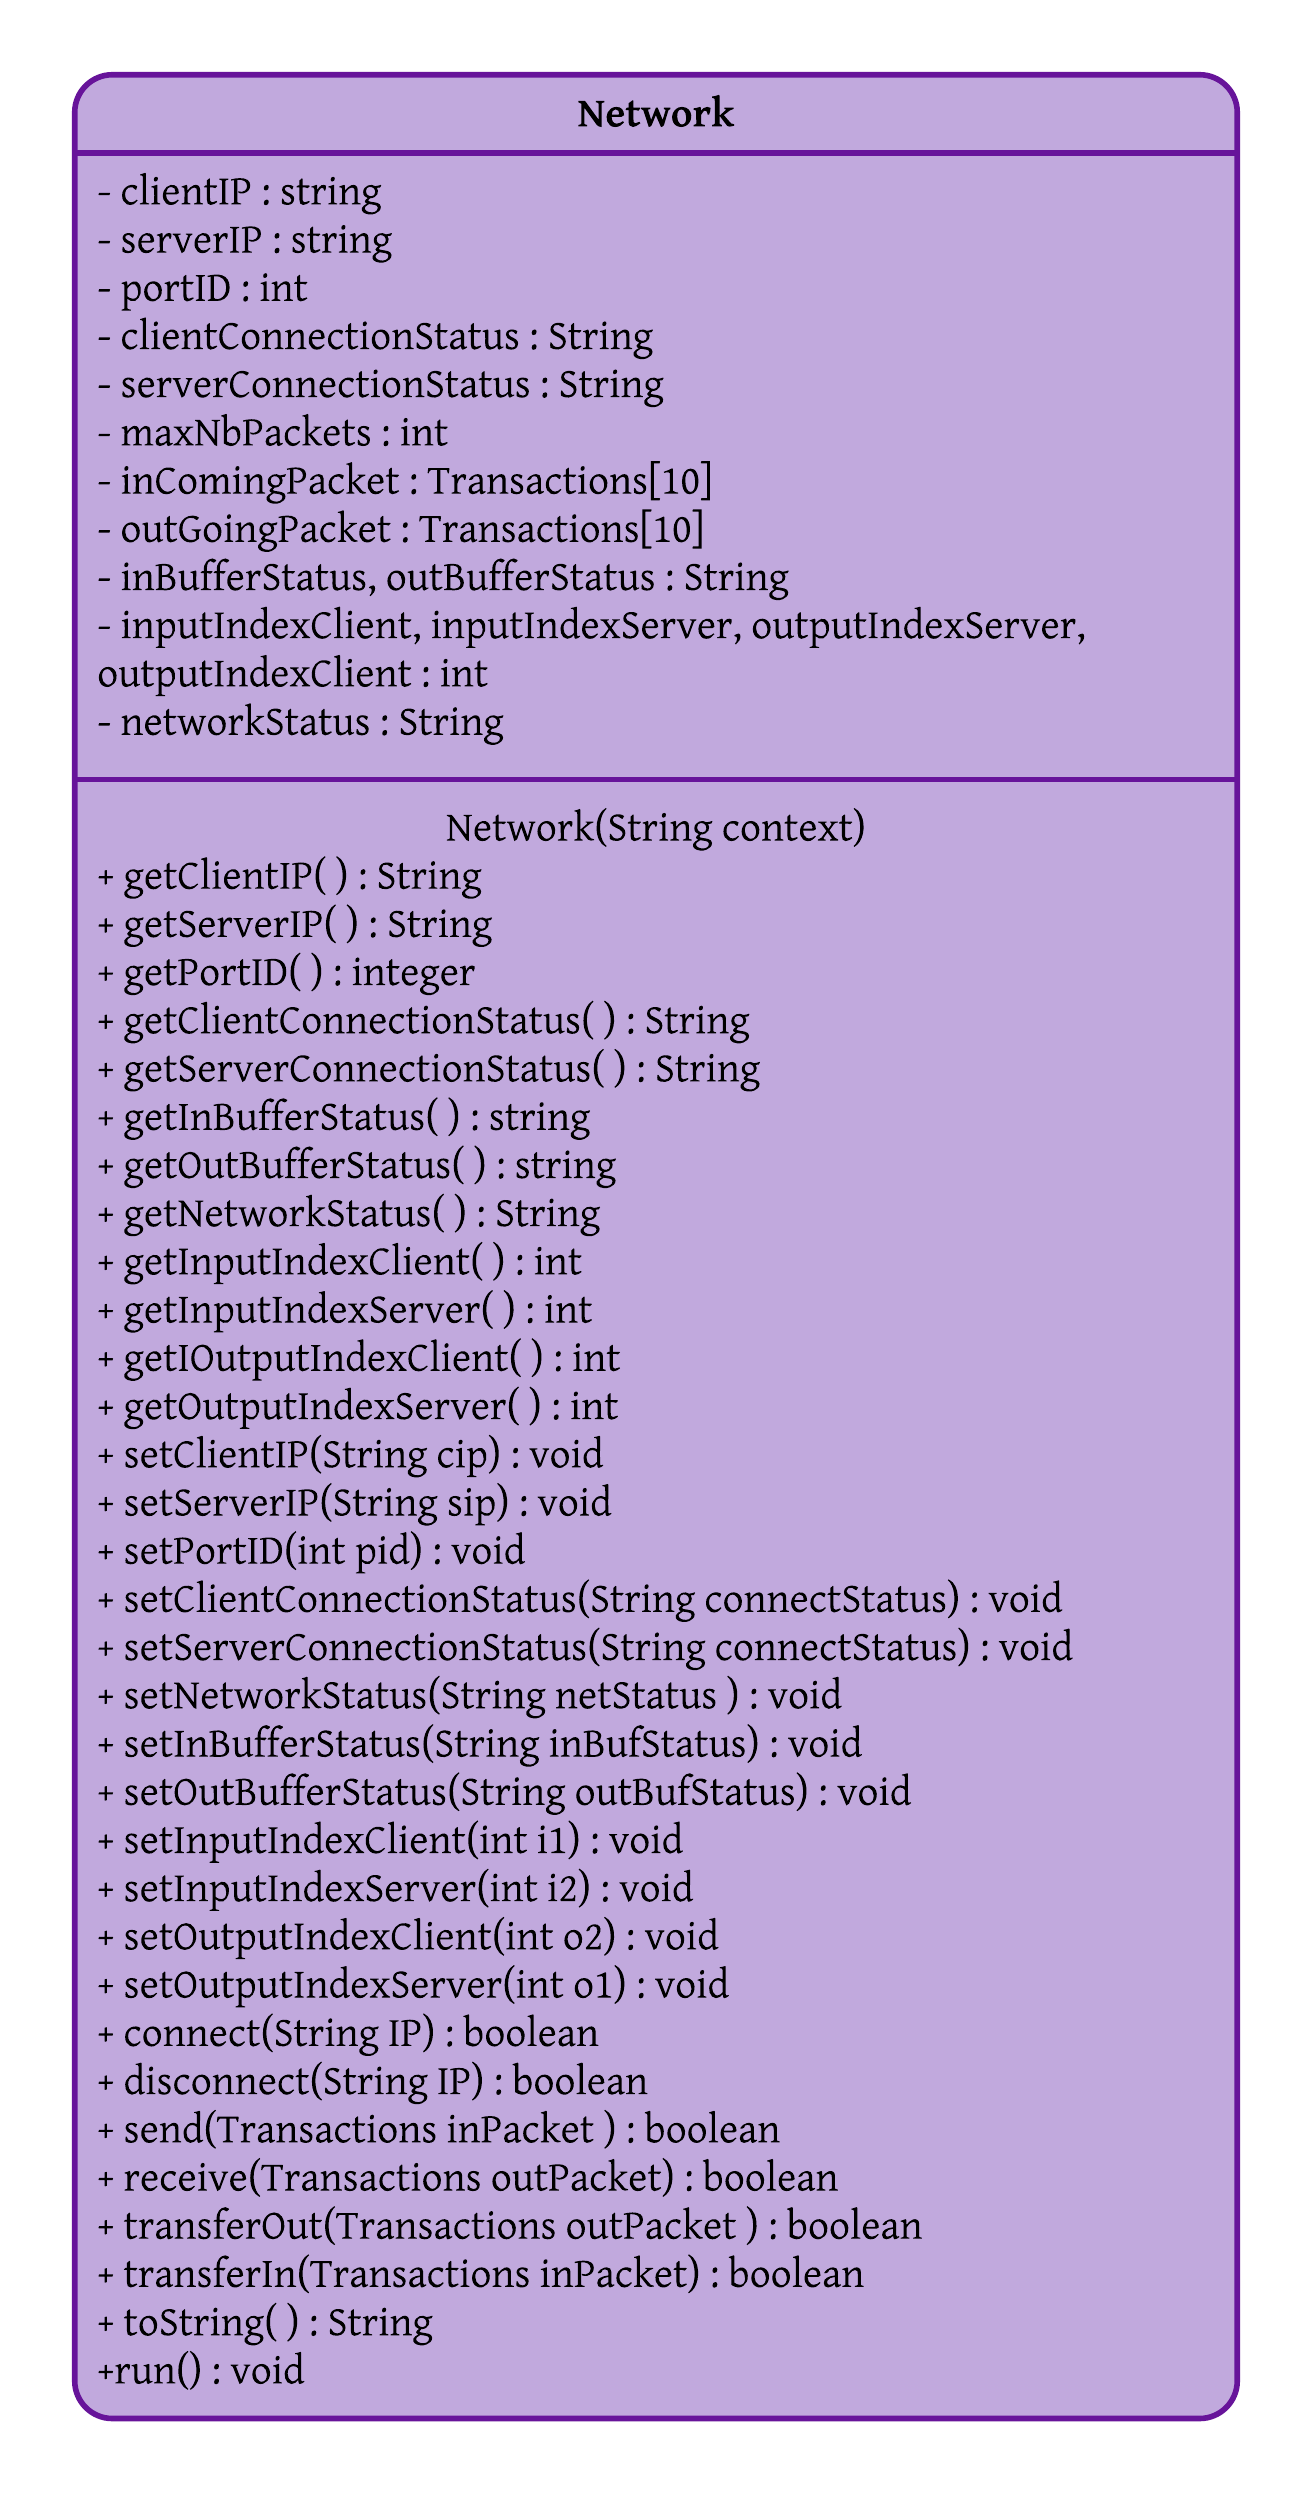 Network
- clientIP : string
- serverIP : string
- portID : int
- clientConnectionStatus : String
- serverConnectionStatus : String
- maxNbPackets : int
- inComingPacket : Transactions[10]
- outGoingPacket : Transactions[10]
- inBufferStatus, outBufferStatus : String
- inputIndexClient, inputIndexServer, outputIndexServer,
outputIndexClient : int
- networkStatus : String
Network(String context)
+ getClientIP( ) : String
+ getServerIP( ) : String
+ getPortID( ) : integer
+ getClientConnectionStatus( ) : String
+ getServerConnectionStatus( ) : String
+ getInBufferStatus( ) : string
+ getOutBufferStatus( ) : string
+ getNetworkStatus( ) : String
+ getInputIndexClient( ) : int
+ getInputIndexServer( ) : int
+ getIOutputIndexClient( ) : int
+ getOutputIndexServer( ) : int
+ setClientIP(String cip) : void
+ setServerIP(String sip) : void
+ setPortID(int pid) : void
+ setClientConnectionStatus(String connectStatus) : void
+ setServerConnectionStatus(String connectStatus) : void
+ setNetworkStatus(String netStatus ) : void
+ setInBufferStatus(String inBufStatus) : void
+ setOutBufferStatus(String outBufStatus) : void
+ setInputIndexClient(int i1) : void
+ setInputIndexServer(int i2) : void
+ setOutputIndexClient(int o2) : void
+ setOutputIndexServer(int o1) : void
+ connect(String IP) : boolean
+ disconnect(String IP) : boolean
+ send(Transactions inPacket ) : boolean
+ receive(Transactions outPacket) : boolean
+ transferOut(Transactions outPacket ) : boolean
+ transferIn(Transactions inPacket) : boolean
+ toString( ) : String
+run() : void